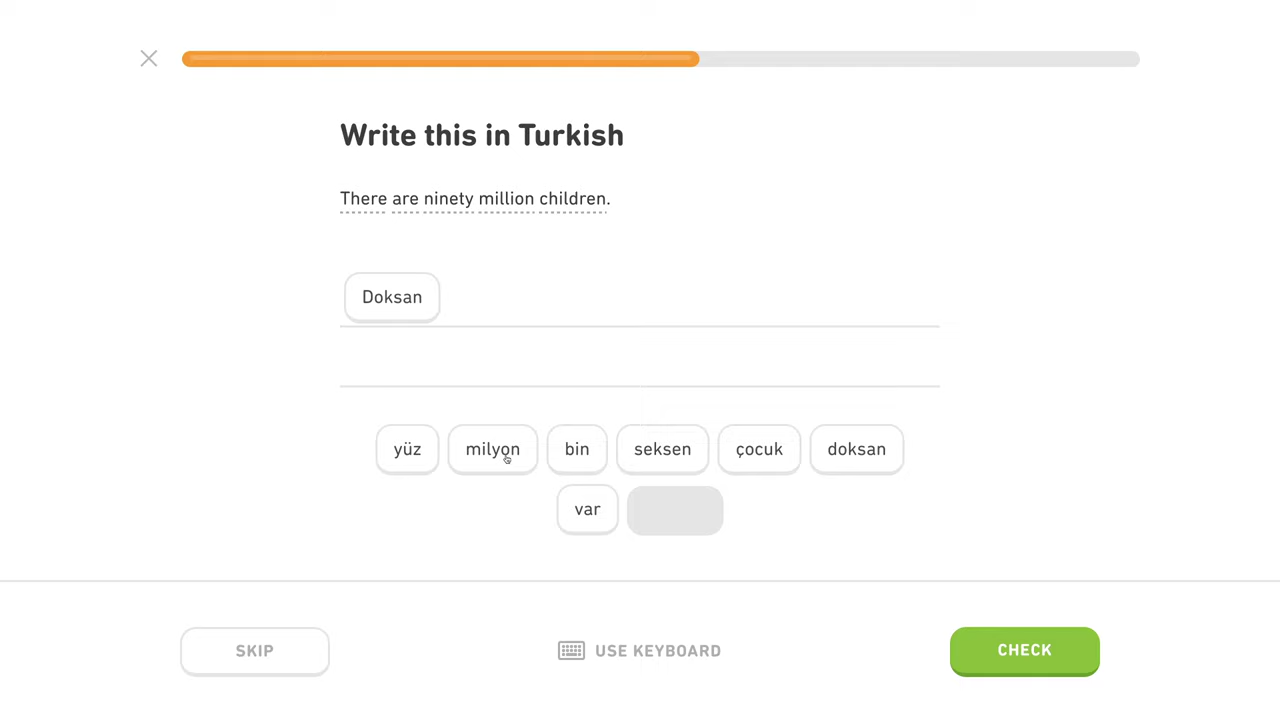 Write this in Turkish
There are ninety million children.
Doksan
yüz milyon bin seksen çocuk doksan
var
SKIP USE KEYBOARD CHECK